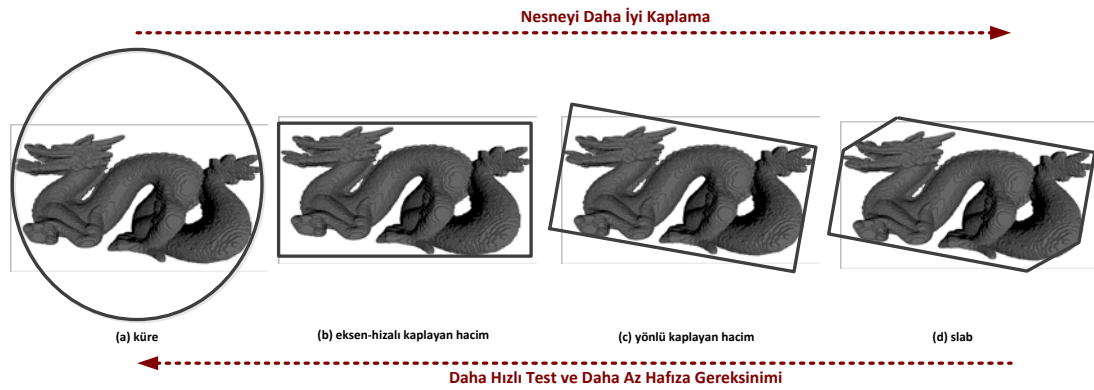 Nesneyi Daha İyi Kaplama
(a) küre
(b) eksen-hizalı kaplayan hacim
(c) yönlü kaplayan hacim
(d) slab
Daha Hızlı Test ve Daha Az Hafıza Gereksinimi